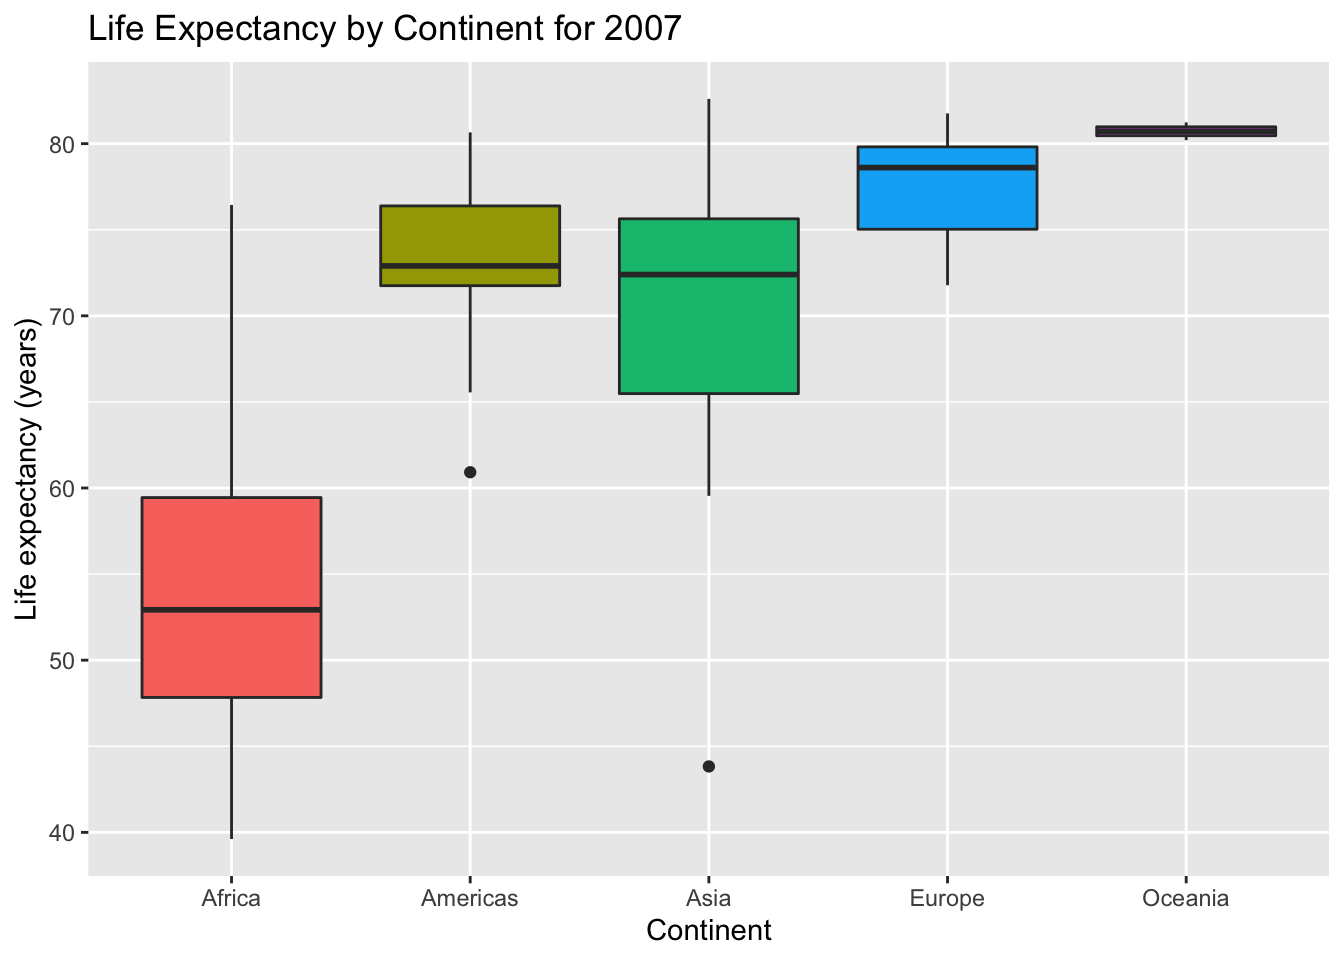 Life Expectancy by Continent for 2007
Life expectancy (years)
80
70
60
50
40
Africa Americas Asia Europe Oceania
Continent